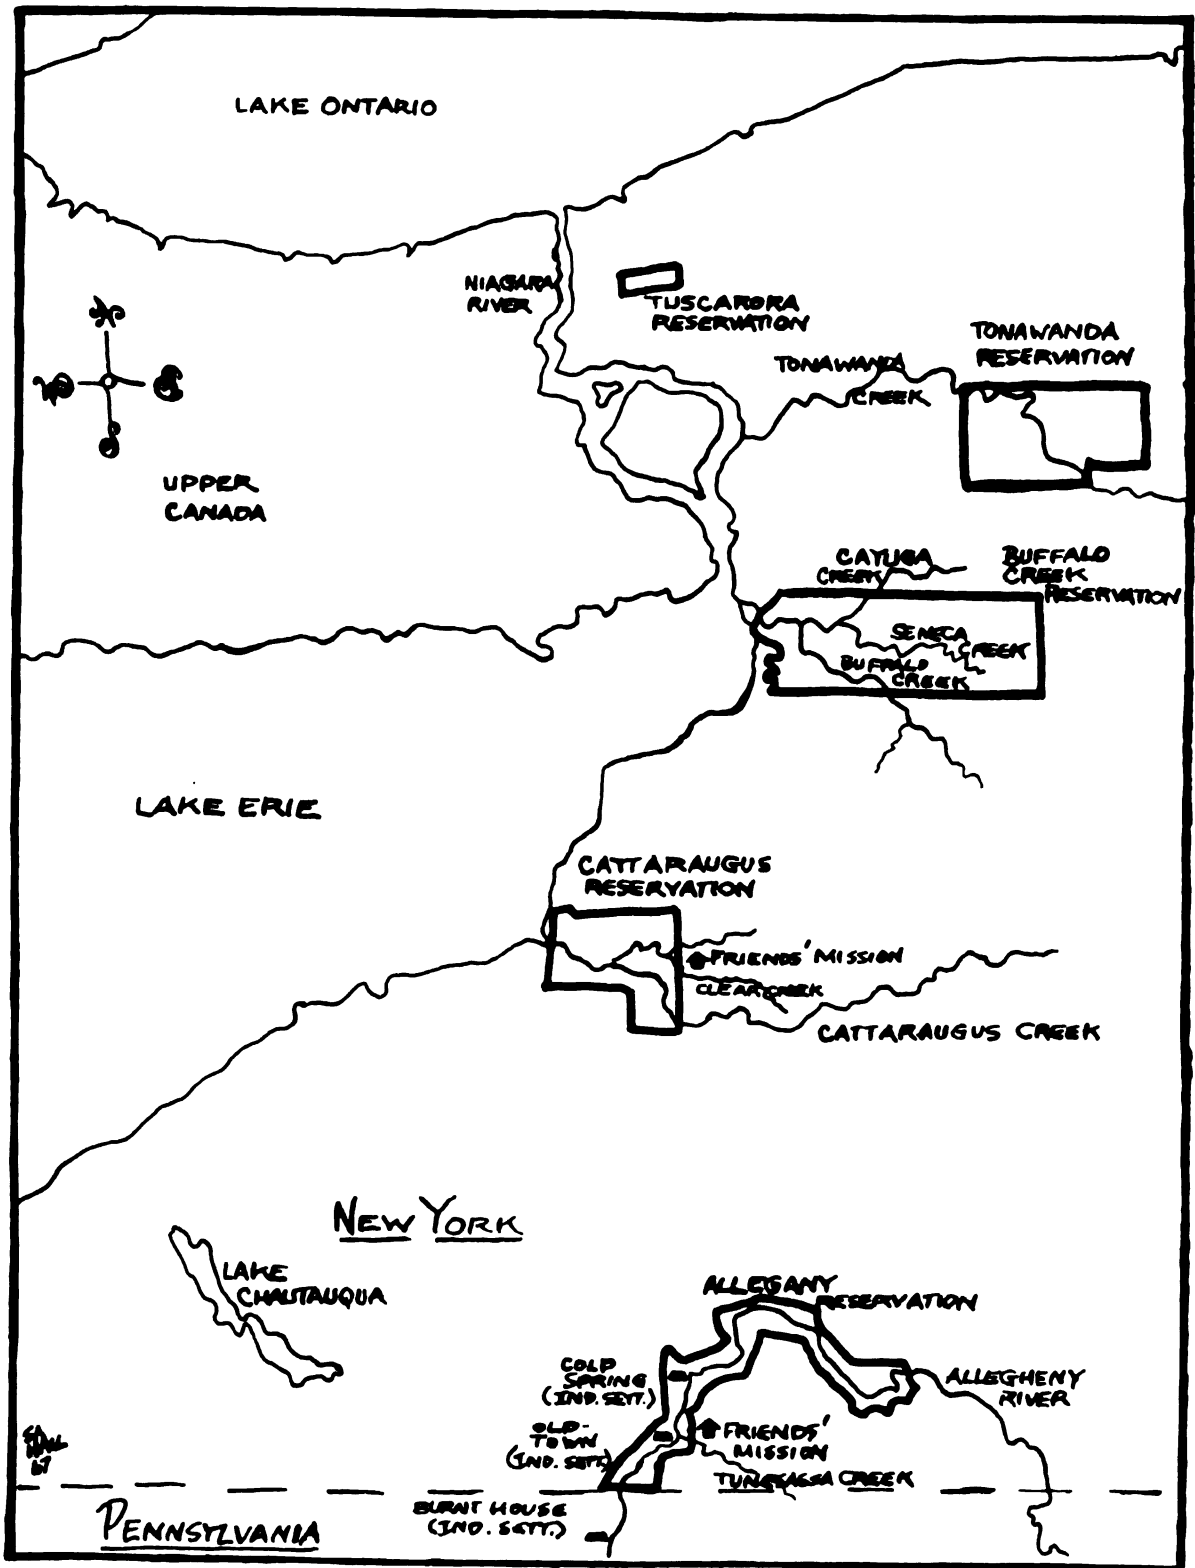 LAKE ONTARIO
NIAGARA
RIVER
TUSCARORA
RESERVATION
TONAWANDA
RESERVATION
TONAWANDA
CREEK
N
W
E
S
UPPER
CANADA
CAYUGA
CREEK
BUFFALO
CREEK
RESERVATION
SENECA
CREEK
BUFFALO
CREEK
LAKE ERIE
CATTARAUGUS
RESERVATION
FRIENDS' MISSION
CLEAR CREEK
CATTARAUGUS CREEK
NEW YORK
LAKE
CHAUTAUQUA
ALLEGANY
RESERVATION
COLD
SPRING
(IND. SETT.)
ALLEGHENY
RIVER
OLD-
TOWN
(IND. SETT.)
FRIENDS'
MISSION
TUNESASSA CREEK
67
BURNT HOUSE
(IND. SETT.)
PENNSYLVANIA